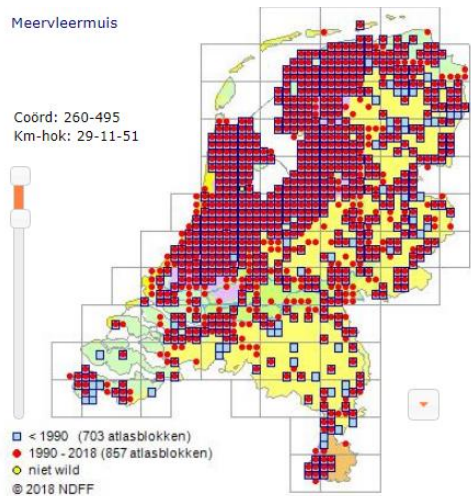 Meervleermuis
Coörd: 260-495
Km-hok: 29-11-51
< 1990 (703 atlasblokken)
1990 - 2018 (857 atlasblokken)
niet wild
© 2018 NDFF